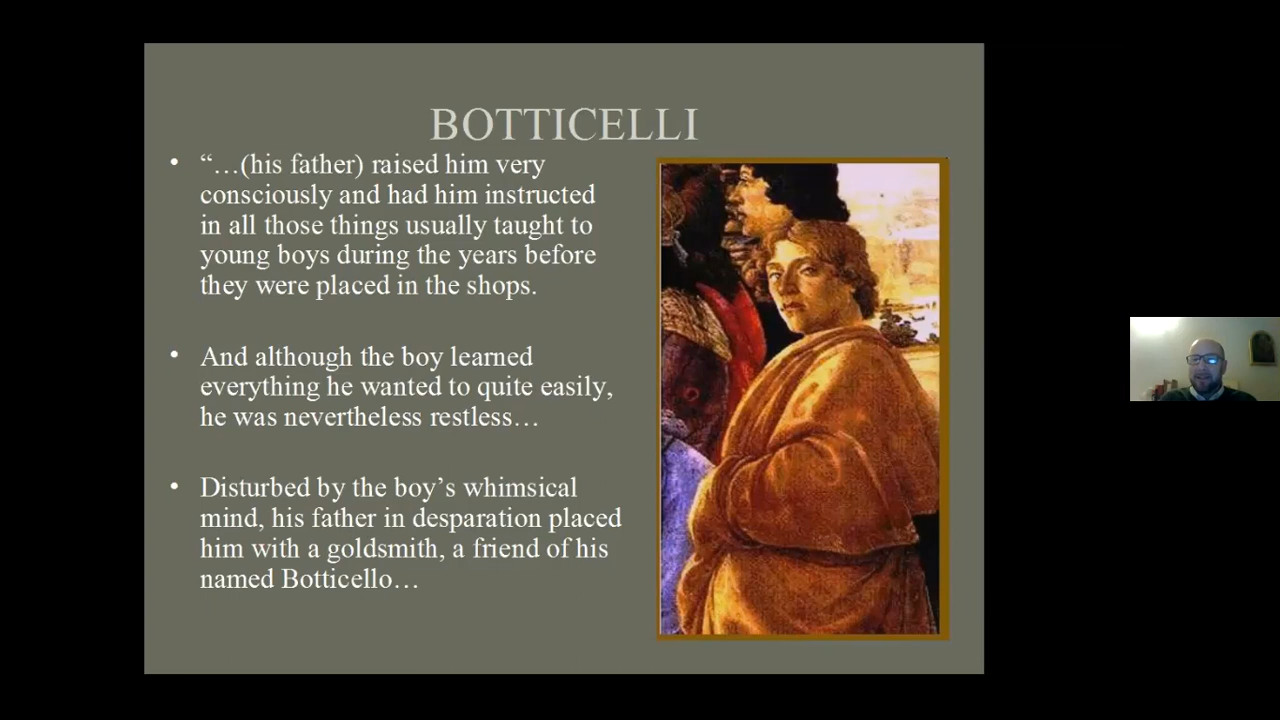 BOTTICELLI
• “…(his father) raised him very
consciously and had him instructed
in all those things usually taught to
young boys during the years before
they were placed in the shops.
• And although the boy learned
everything he wanted to quite easily,
he was nevertheless restless…
• Disturbed by the boy’s whimsical
mind, his father in desparation placed
him with a goldsmith, a friend of his
named Botticello…